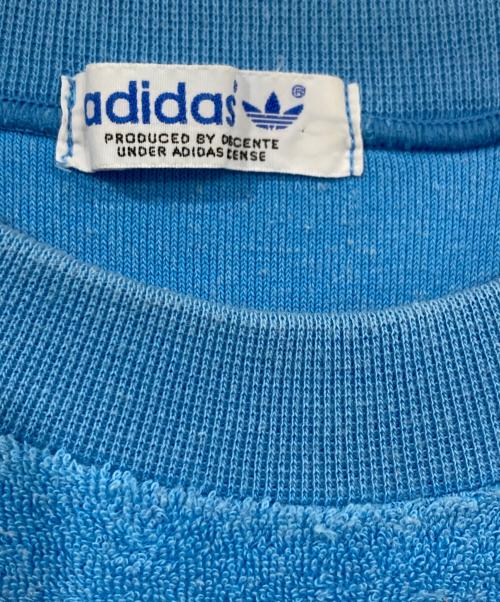 adidas ®
PRODUCED BY DESCENTE
UNDER ADIDAS LICENSE